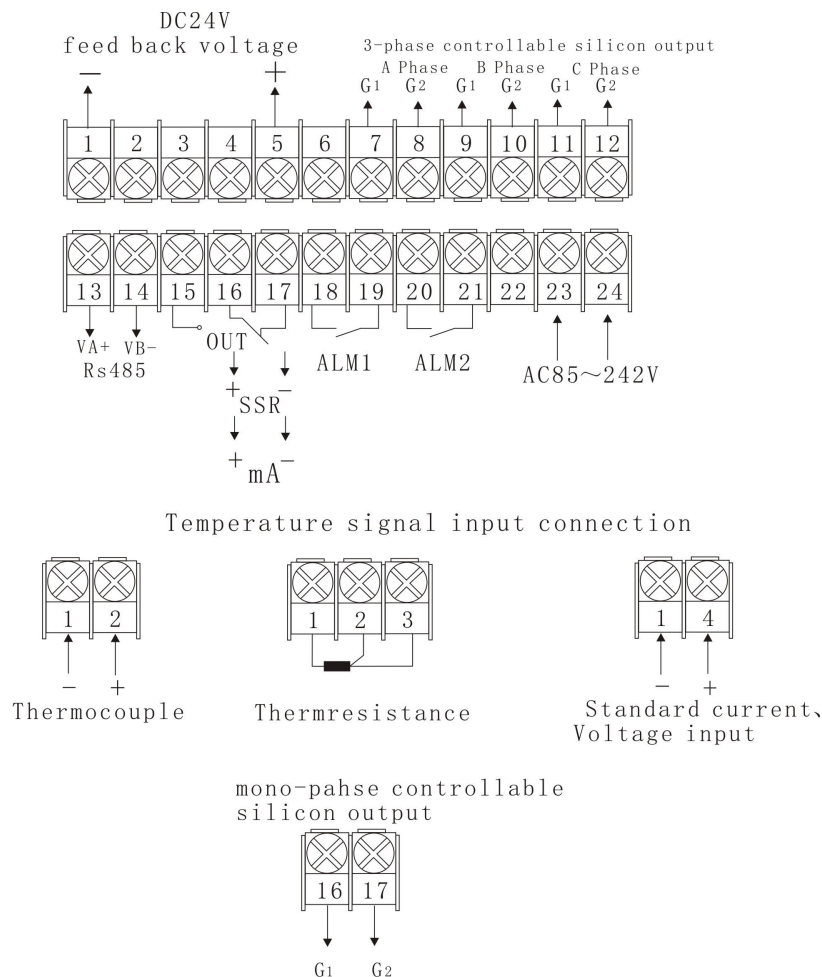 DC24V
feed back voltage
3-phase controllable silicon output
A Phase B Phase C Phase
− + G1 G2 G1 G2 G1 G2
1 2 3 4 5 6 7 8 9 10 11 12
13 14 15 16 17 18 19 20 21 22 23 24
VA+ VB- OUT ALM1 ALM2 AC85～242V
Rs485
+ −
SSR
+ −
mA
Temperature signal input connection
1 2 1 2 3 1 4
− + − +
Thermocouple Thermresistance Standard current、
Voltage input
mono-pahse controllable
silicon output
16 17
G1 G2